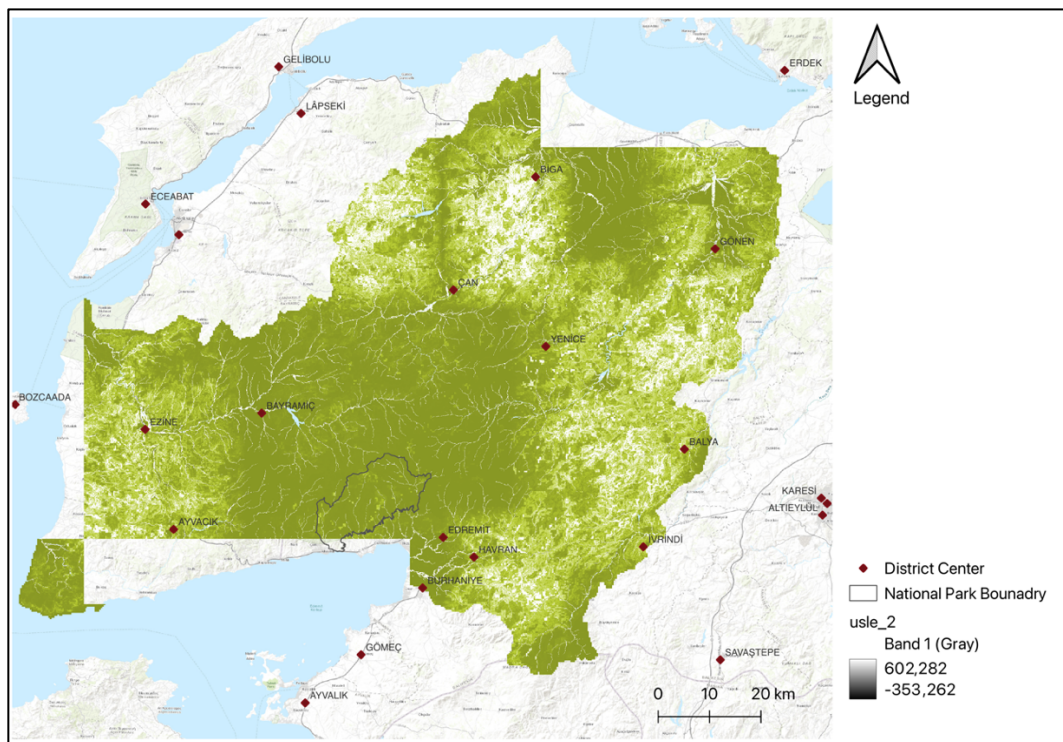 GELİBOLU
ERDEK
LÂPSEKİ
BİGA
ECEABAT
GÖNEN
ÇAN
YENİCE
BOZCAADA
BAYRAMİÇ
EZİNE
BALYA
KARESİ
ALTIEYLÜL
AYVACIK
EDREMİT
İVRİNDİ
HAVRAN
BURHANİYE
GÖMEÇ
SAVAŞTEPE
AYVALIK
0 10 20 km
Legend
District Center
National Park Bounadry
usle_2
Band 1 (Gray)
602,282
-353,262